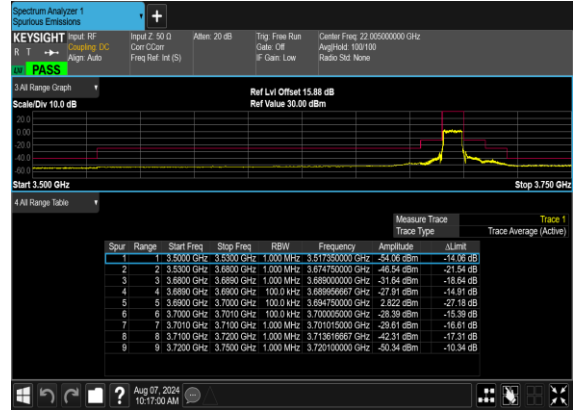 Spectrum Analyzer 1
Spurious Emissions
KEYSIGHT Input: RF Input Z: 50 Ω Atten: 20 dB Trig: Free Run Center Freq: 22.005000000 GHz
R T Coupling: DC Corr CCorr Gate: Off Avg|Hold: 100/100
Align: Auto Freq Ref: Int (S) IF Gain: Low Radio Std: None
PASS
3 All Range Graph
Ref Lvl Offset 15.88 dB
Scale/Div 10.0 dB Ref Value 30.00 dBm
20.0
0.00
-20.0
-40.0
-60.0
Start 3.500 GHz Stop 3.750 GHz
4 All Range Table
Measure Trace Trace 1
Trace Type Trace Average (Active)
Spur Range Start Freq Stop Freq RBW Frequency Amplitude ΔLimit
1 1 3.5000 GHz 3.5300 GHz 1.000 MHz 3.517350000 GHz -54.06 dBm -14.06 dB
2 2 3.5300 GHz 3.6800 GHz 1.000 MHz 3.674750000 GHz -46.54 dBm -21.54 dB
3 3 3.6800 GHz 3.6890 GHz 1.000 MHz 3.689000000 GHz -31.64 dBm -18.64 dB
4 4 3.6890 GHz 3.6900 GHz 100.0 kHz 3.689956667 GHz -27.91 dBm -14.91 dB
5 5 3.6900 GHz 3.7000 GHz 100.0 kHz 3.694750000 GHz 2.822 dBm -27.18 dB
6 6 3.7000 GHz 3.7010 GHz 100.0 kHz 3.700005000 GHz -28.39 dBm -15.39 dB
7 7 3.7010 GHz 3.7100 GHz 1.000 MHz 3.701015000 GHz -29.61 dBm -16.61 dB
8 8 3.7100 GHz 3.7200 GHz 1.000 MHz 3.713616667 GHz -42.31 dBm -17.31 dB
9 9 3.7200 GHz 3.7500 GHz 1.000 MHz 3.720100000 GHz -50.34 dBm -10.34 dB
Aug 07, 2024
10:17:00 AM